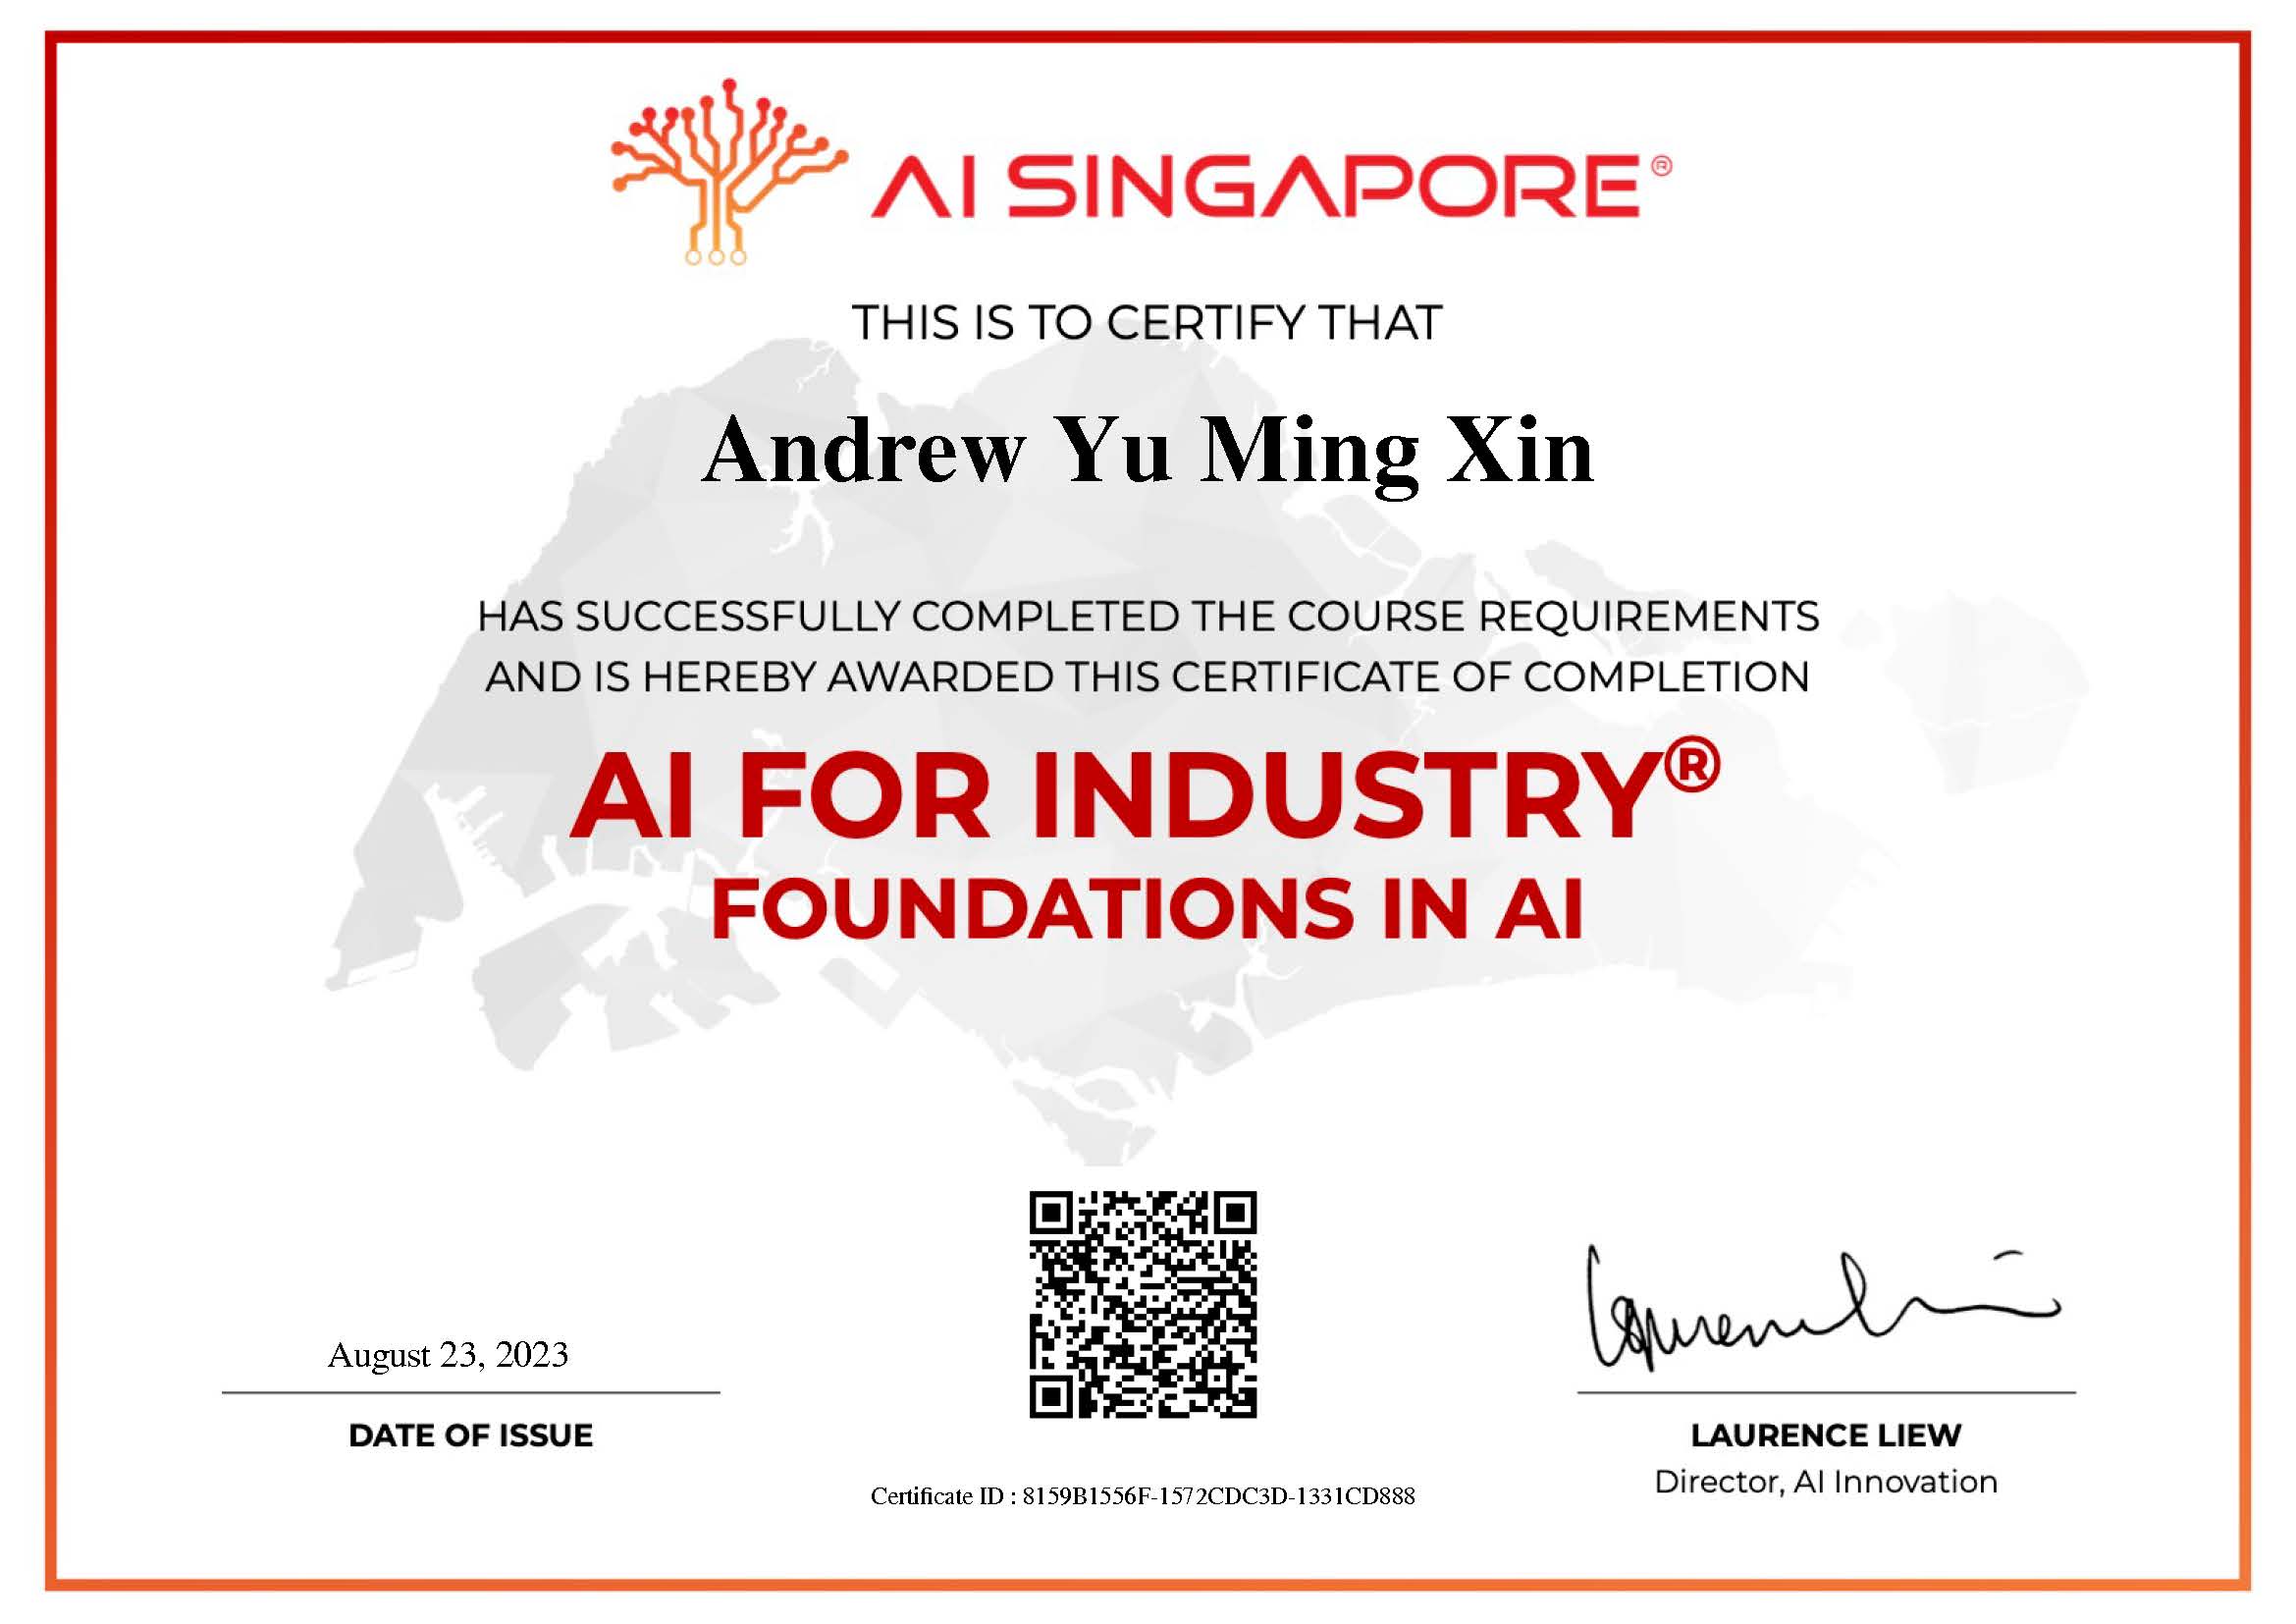 AI SINGAPORE®
THIS IS TO CERTIFY THAT
Andrew Yu Ming Xin
HAS SUCCESSFULLY COMPLETED THE COURSE REQUIREMENTS
AND IS HEREBY AWARDED THIS CERTIFICATE OF COMPLETION
AI FOR INDUSTRY®
FOUNDATIONS IN AI
August 23, 2023
DATE OF ISSUE
Laurence Liew
LAURENCE LIEW
Director, AI Innovation
Certificate ID : 8159B1556F-1572CDC3D-1331CD888